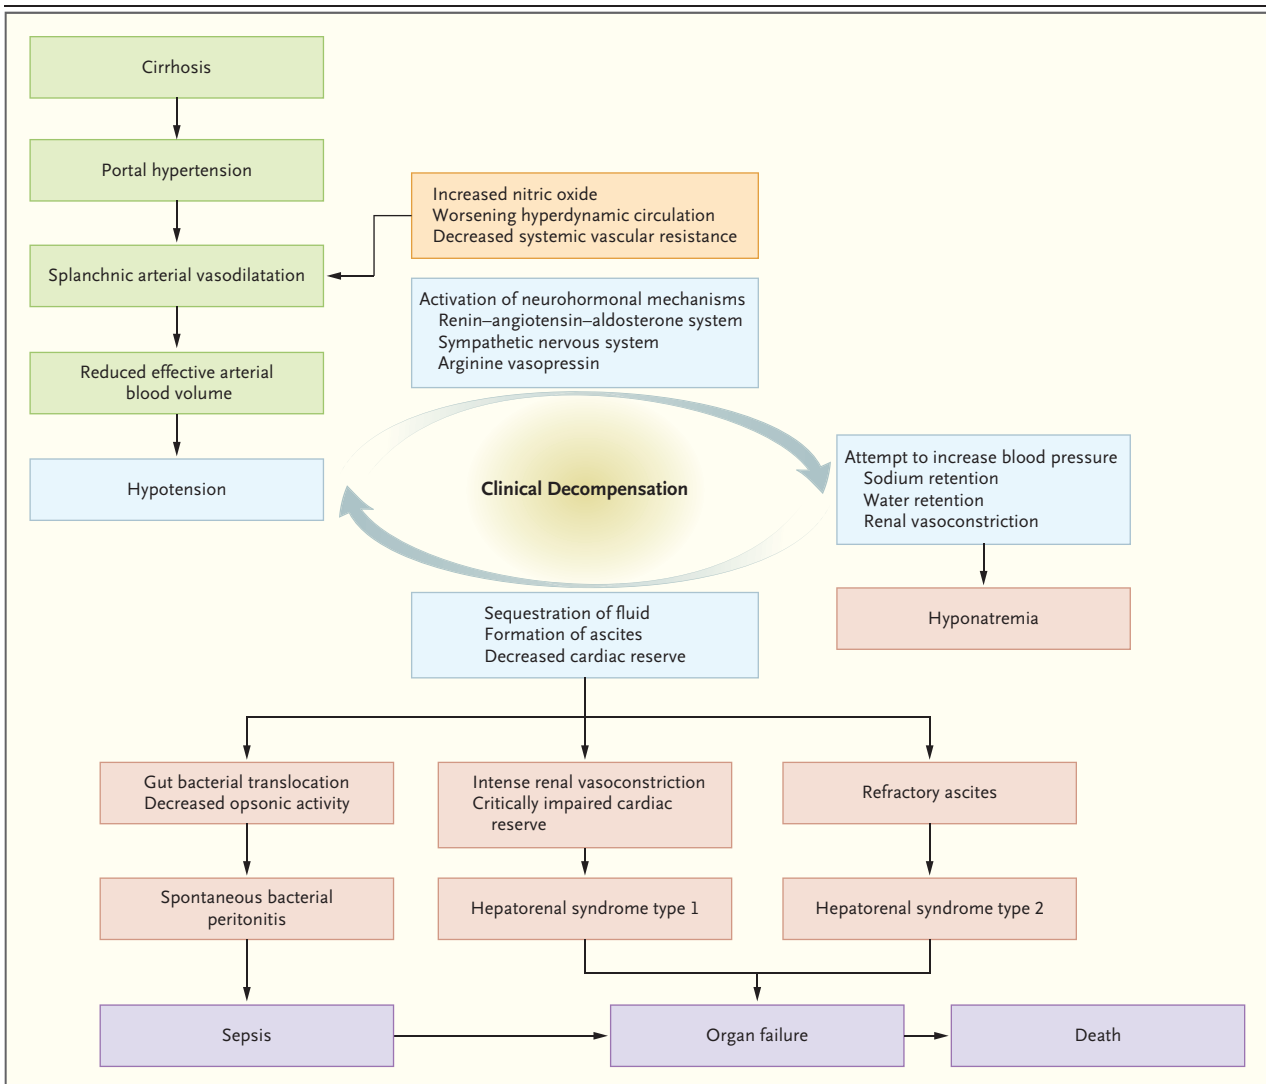 Cirrhosis
Portal hypertension
Increased nitric oxide
Worsening hyperdynamic circulation
Decreased systemic vascular resistance
Splanchnic arterial vasodilatation
Activation of neurohormonal mechanisms
Renin–angiotensin–aldosterone system
Sympathetic nervous system
Arginine vasopressin
Reduced effective arterial
blood volume
Hypotension
Clinical Decompensation
Attempt to increase blood pressure
Sodium retention
Water retention
Renal vasoconstriction
Hyponatremia
Sequestration of fluid
Formation of ascites
Decreased cardiac reserve
Gut bacterial translocation
Decreased opsonic activity
Intense renal vasoconstriction
Critically impaired cardiac
reserve
Refractory ascites
Spontaneous bacterial
peritonitis
Hepatorenal syndrome type 1
Hepatorenal syndrome type 2
Sepsis
Organ failure
Death